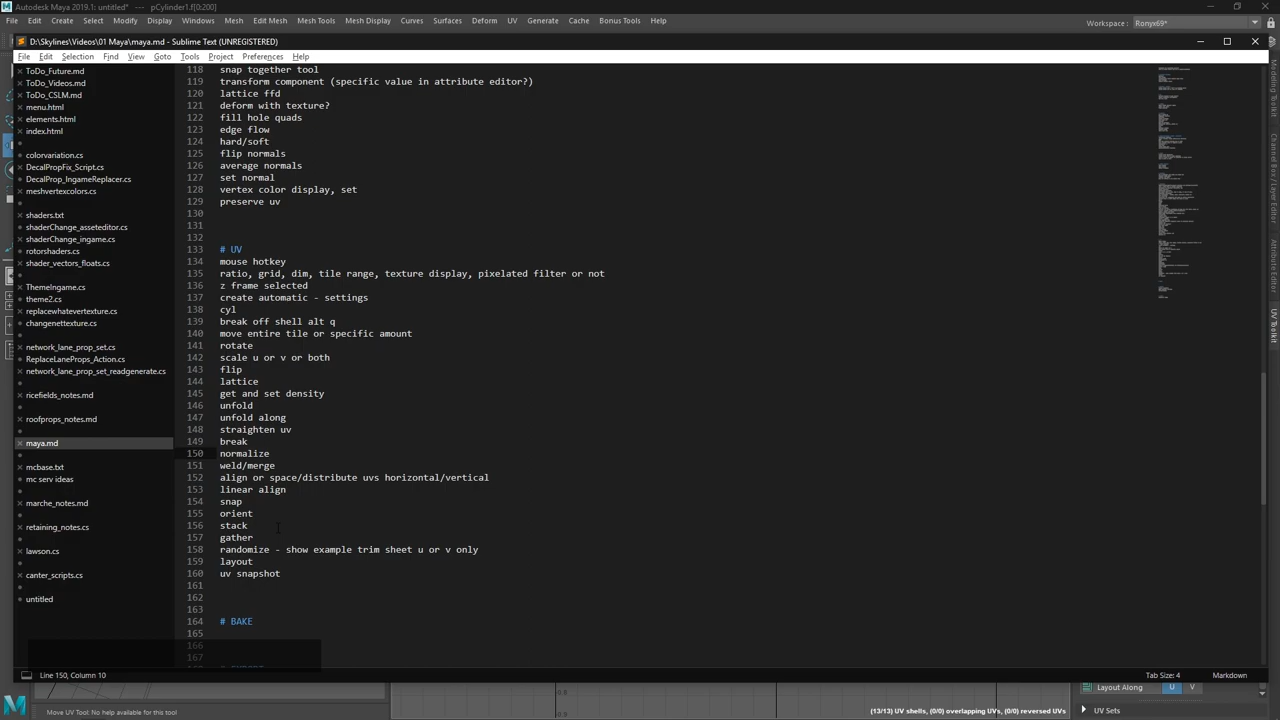 Autodesk Maya 2019.1: untitled* --- pCylinder1.f[0:200]
File Edit Create Select Modify Display Windows Mesh Edit Mesh Mesh Tools Mesh Display Curves Surfaces Deform UV Generate Cache Bonus Tools Help
Workspace : Ronyx69*
D:\Skylines\Videos\01 Maya\maya.md - Sublime Text (UNREGISTERED)
File Edit Selection Find View Goto Tools Project Preferences Help
ToDo_Future.md
ToDo_Videos.md
ToDo_CSLM.md
menu.html
elements.html
index.html
colorvariation.cs
DecalPropFix_Script.cs
DecalProp_IngameReplacer.cs
meshvertexcolors.cs
shaders.txt
shaderChange_asseteditor.cs
shaderChange_ingame.cs
rotorshaders.cs
shader_vectors_floats.cs
ThemeIngame.cs
theme2.cs
replacewhatevertexture.cs
changenettexture.cs
network_lane_prop_set.cs
ReplaceLaneProps_Action.cs
network_lane_prop_set_readgenerate.cs
ricefields_notes.md
roofprops_notes.md
maya.md
mcbase.txt
mc serv ideas
marche_notes.md
retaining_notes.cs
lawson.cs
canter_scripts.cs
untitled
118 snap together tool
119 transform component (specific value in attribute editor?)
120 lattice ffd
121 deform with texture?
122 fill hole quads
123 edge flow
124 hard/soft
125 flip normals
126 average normals
127 set normal
128 vertex color display, set
129 preserve uv
130
131
132
133 # UV
134 mouse hotkey
135 ratio, grid, dim, tile range, texture display, pixelated filter or not
136 z frame selected
137 create automatic - settings
138 cyl
139 break off shell alt q
140 move entire tile or specific amount
141 rotate
142 scale u or v or both
143 flip
144 lattice
145 get and set density
146 unfold
147 unfold along
148 straighten uv
149 break
150 normalize
151 weld/merge
152 align or space/distribute uvs horizontal/vertical
153 linear align
154 snap
155 orient
156 stack
157 gather
158 randomize - show example trim sheet u or v only
159 layout
160 uv snapshot
161
162
163
164 # BAKE
165
166
167
Line 150, Column 10
Tab Size: 4
Markdown
Modeling Toolkit
Channel Box / Layer Editor
Attribute Editor
UV Toolkit
Layout Along U V
UV Sets
Move UV Tool: No help available for this tool
(13/13) UV shells, (0/0) overlapping UVs, (0/0) reversed UVs